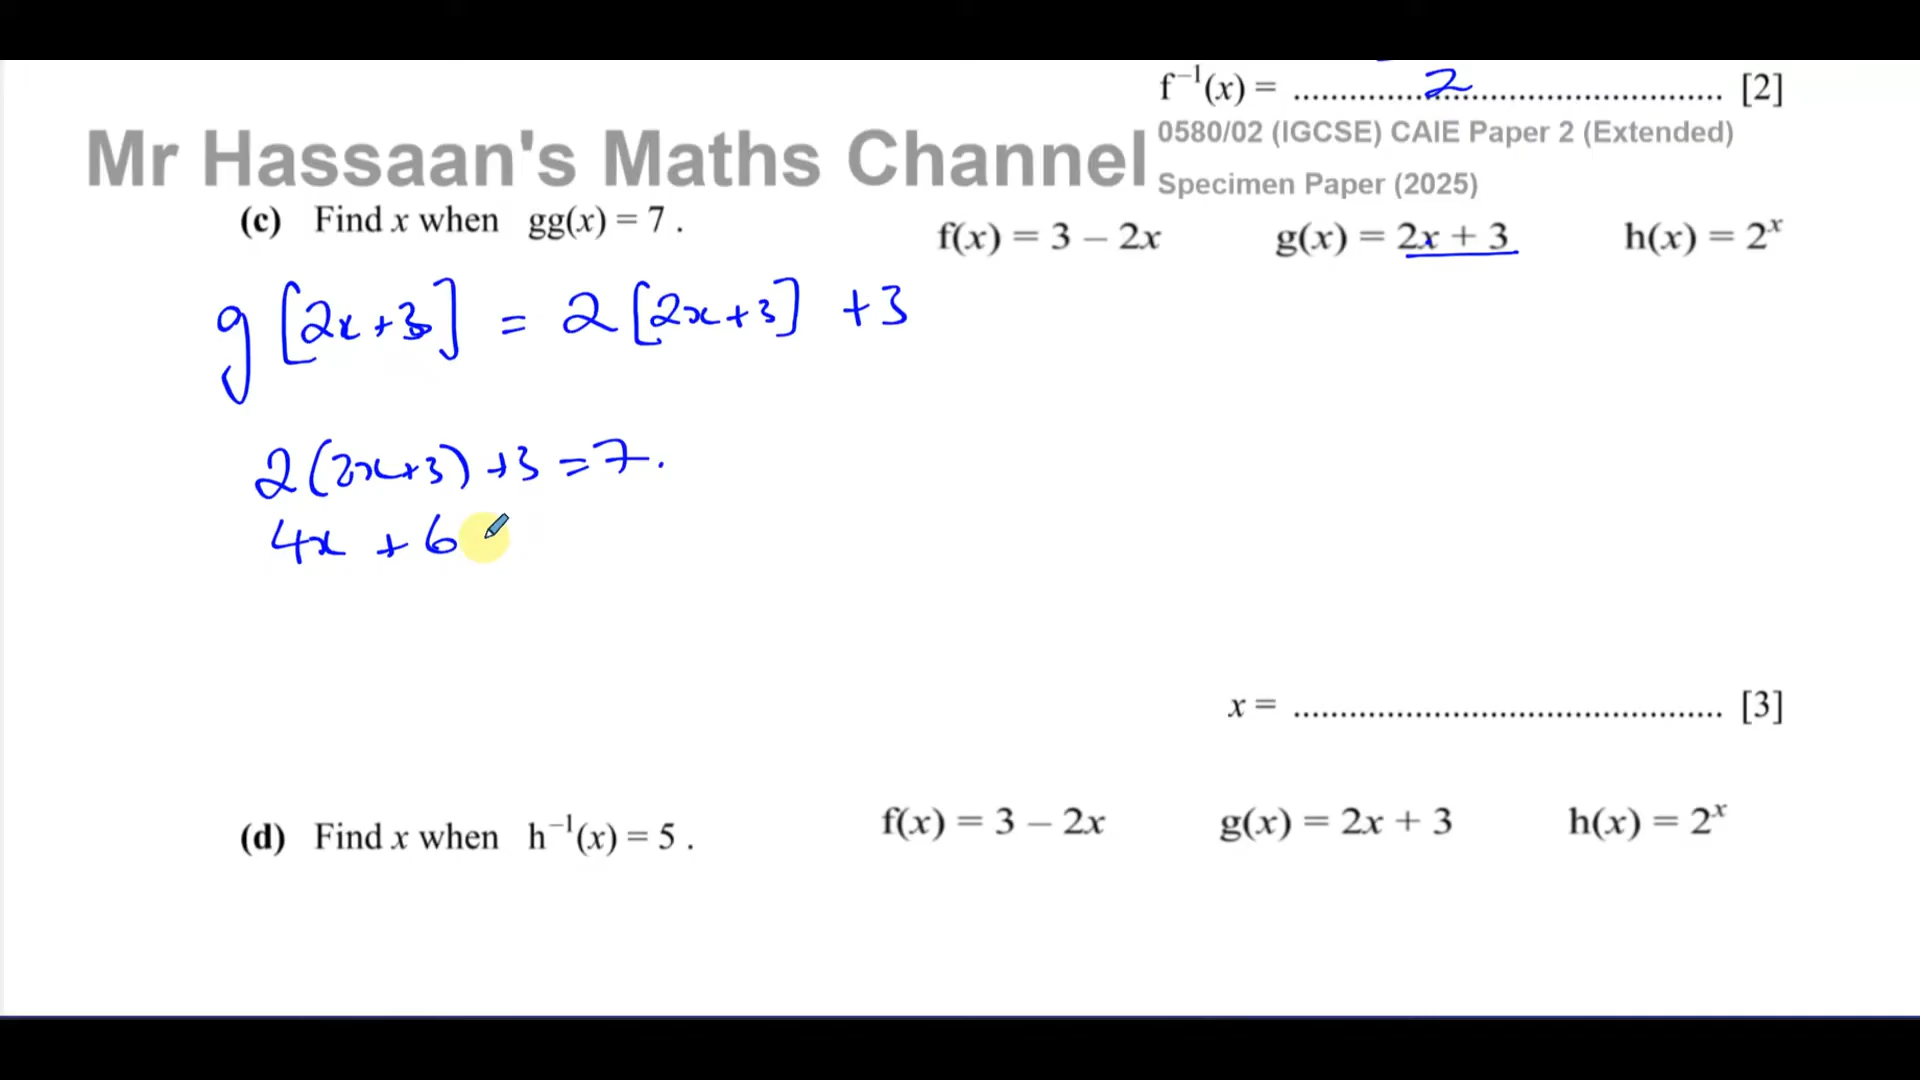 f⁻¹(x) = ........................................ 2 [2]
Mr Hassaan's Maths Channel
0580/02 (IGCSE) CAIE Paper 2 (Extended)
Specimen Paper (2025)
(c) Find x when gg(x) = 7 .
f(x) = 3 – 2x g(x) = 2x + 3 h(x) = 2ˣ
g [2x+3] = 2 [2x+3] +3
2 (2x+3) +3 = 7.
4x + 6
x = ........................................ [3]
(d) Find x when h⁻¹(x) = 5 .
f(x) = 3 – 2x g(x) = 2x + 3 h(x) = 2ˣ